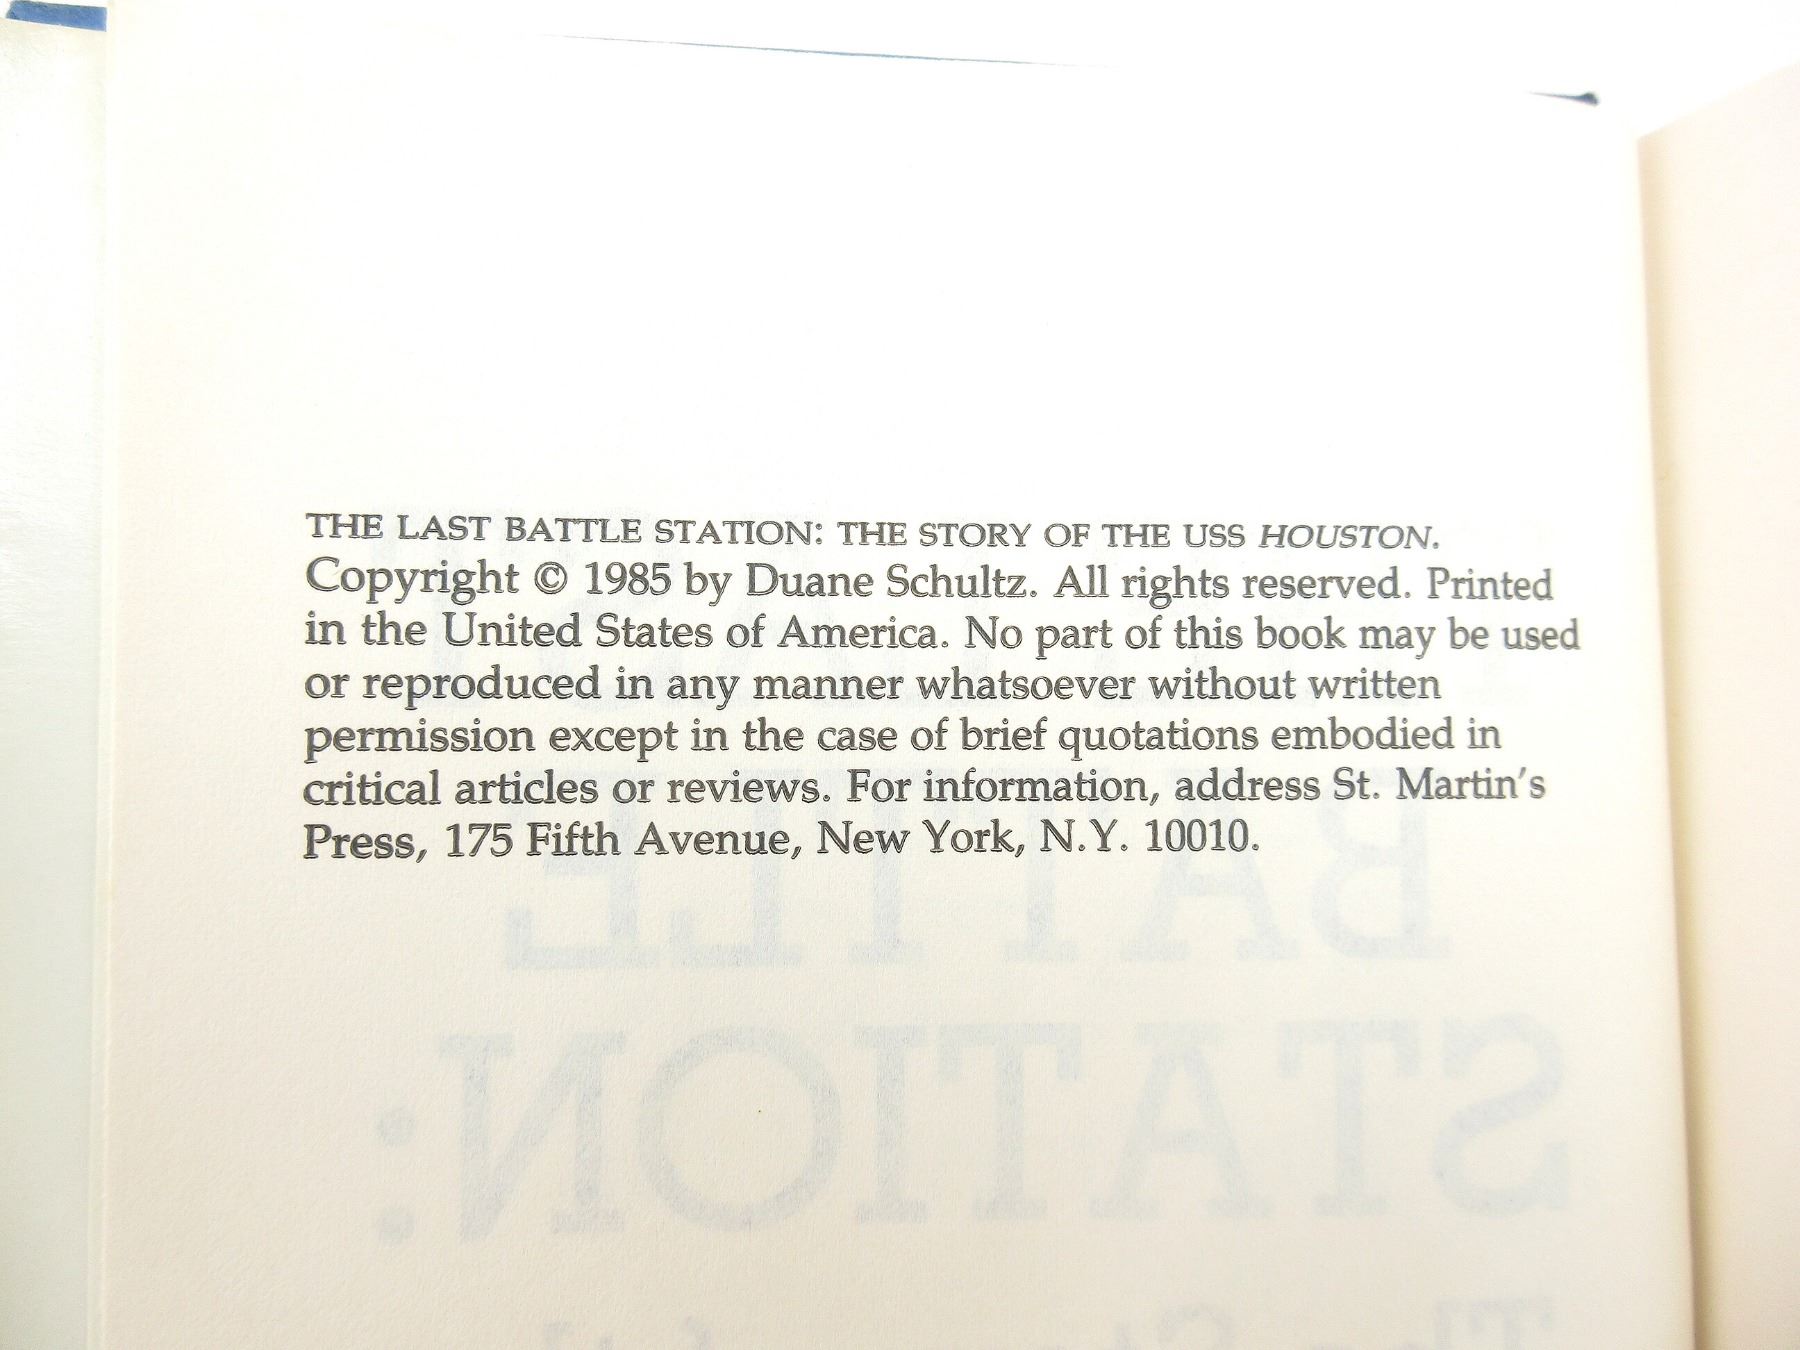 THE LAST BATTLE STATION: THE STORY OF THE USS HOUSTON.
Copyright © 1985 by Duane Schultz. All rights reserved. Printed
in the United States of America. No part of this book may be used
or reproduced in any manner whatsoever without written
permission except in the case of brief quotations embodied in
critical articles or reviews. For information, address St. Martin's
Press, 175 Fifth Avenue, New York, N.Y. 10010.
BATTLE
STATION: